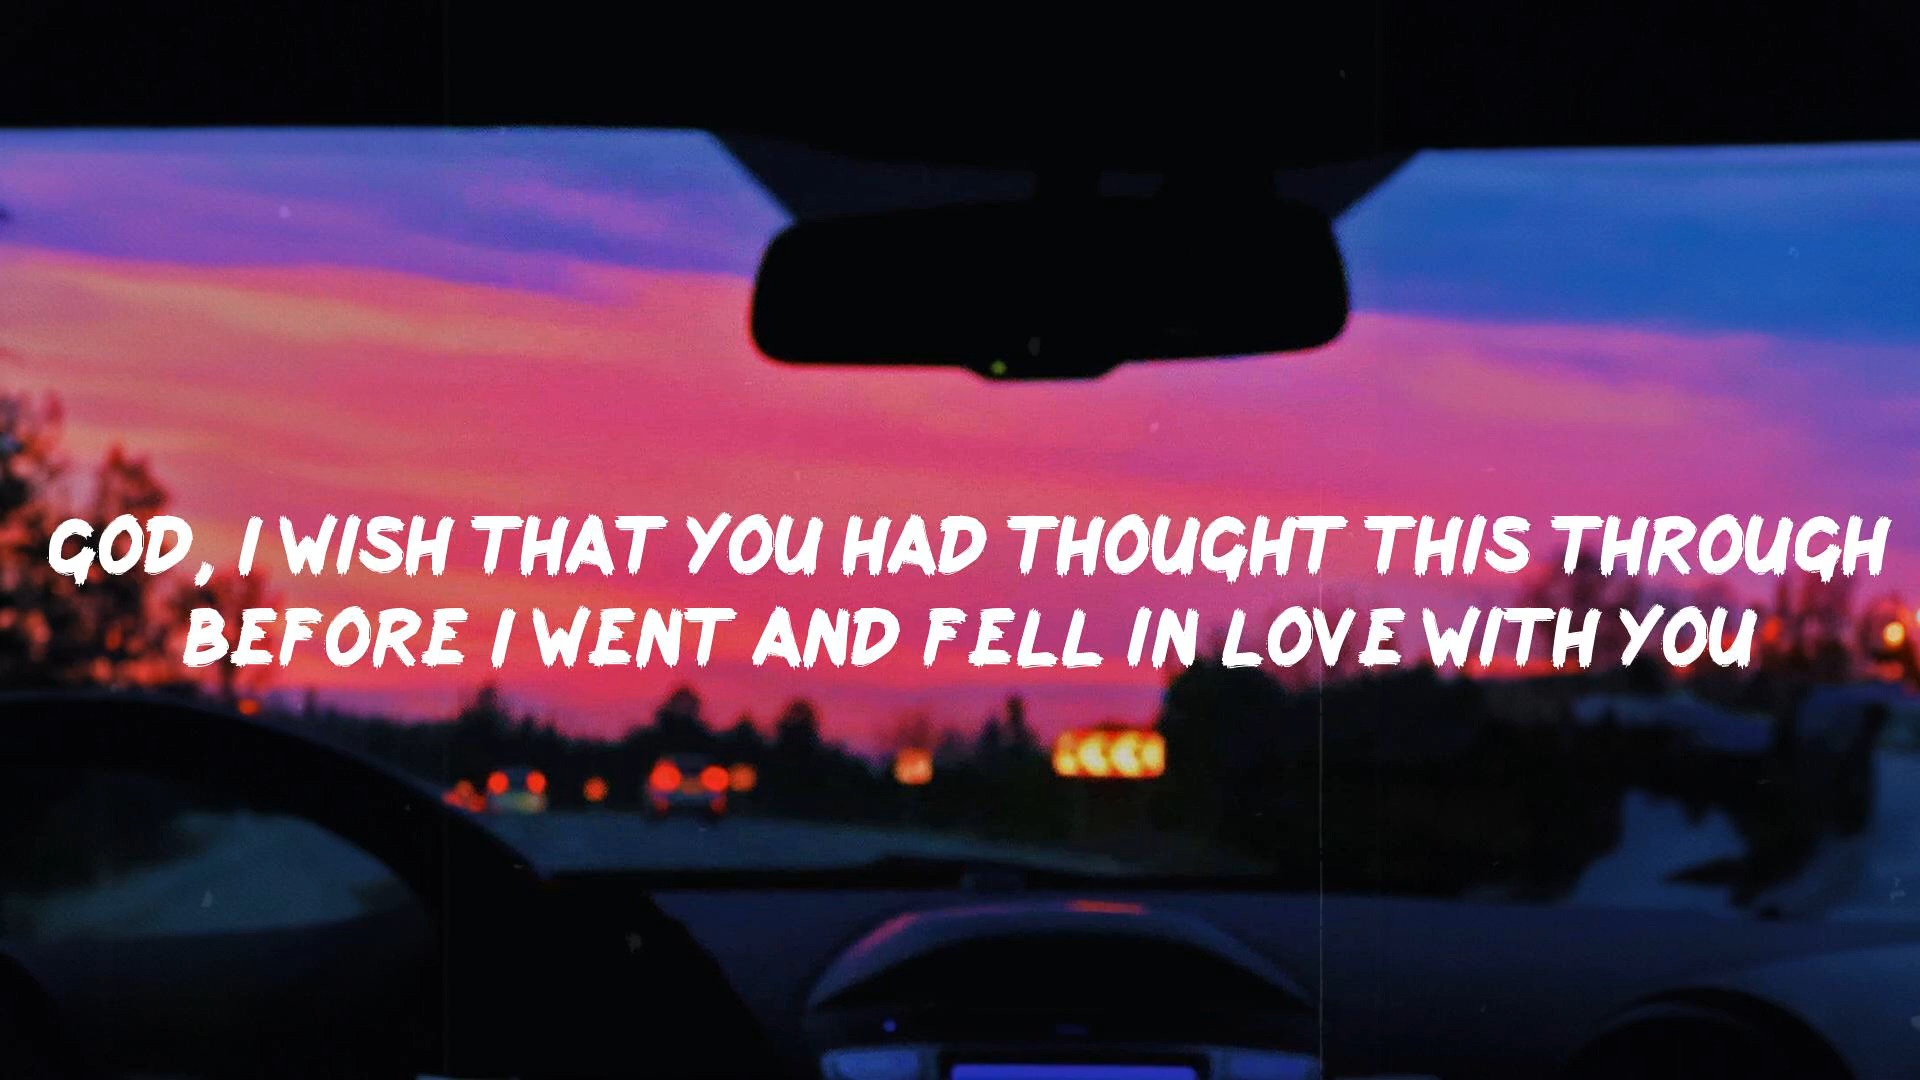 GOD, I WISH THAT YOU HAD THOUGHT THIS THROUGH
BEFORE I WENT AND FELL IN LOVE WITH YOU